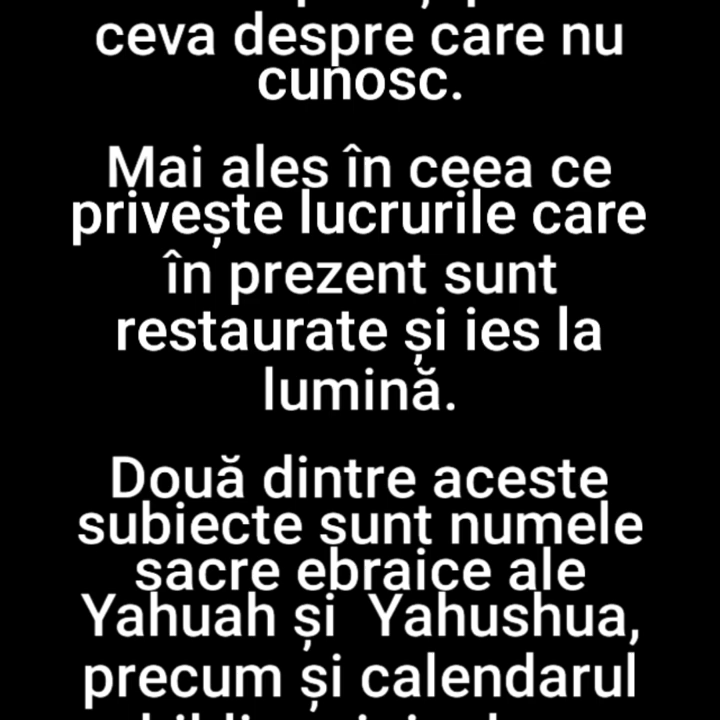 ceva despre care nu
cunosc.
Mai ales în ceea ce
privește lucrurile care
în prezent sunt
restaurate și ies la
lumină.
Două dintre aceste
subiecte sunt numele
sacre ebraice ale
Yahuah și  Yahushua,
precum și calendarul